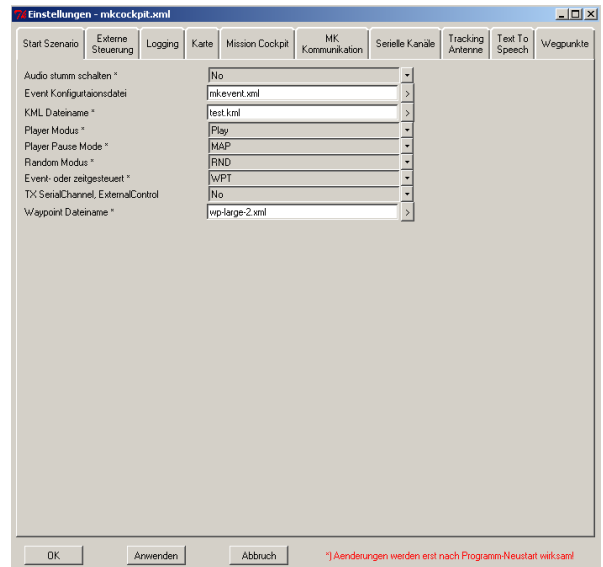 Einstellungen - mkcockpit.xml
Start Szenario
Externe
Steuerung
Logging
Karte
Mission Cockpit
MK
Kommunikation
Serielle Kanäle
Tracking
Antenne
Text To
Speech
Wegpunkte
Audio stumm schalten * No
Event Konfigurtaionsdatei mkevent.xml >
KML Dateiname * test.kml >
Player Modus * Play
Player Pause Mode * MAP
Random Modus * RND
Event- oder zeitgesteuert * WPT
TX SerialChannel, ExternalControl No
Waypoint Dateiname * wp-large-2.xml >
OK Anwenden Abbruch *) Aenderungen werden erst nach Programm-Neustart wirksam!